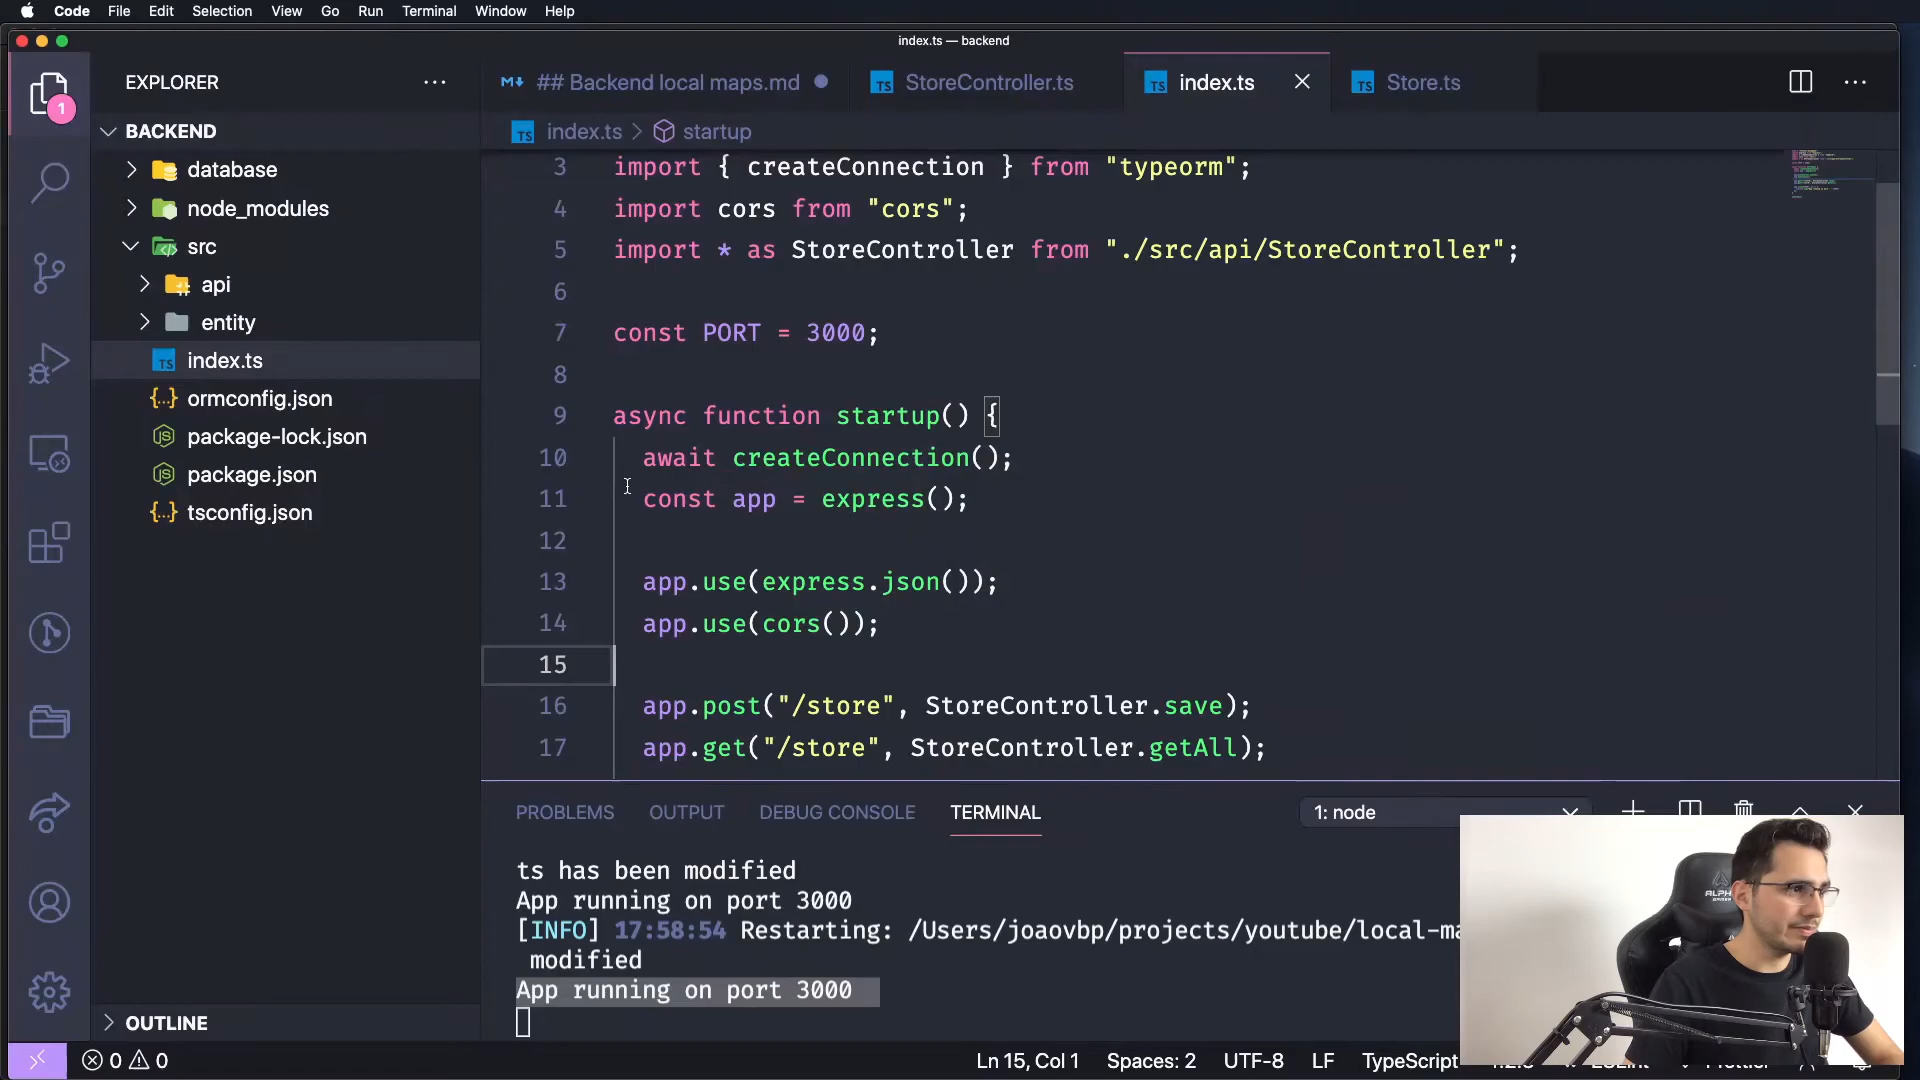 Code File Edit Selection View Go Run Terminal Window Help
index.ts — backend
EXPLORER
1
BACKEND
database
node_modules
src
api
entity
TS index.ts
{..} ormconfig.json
package-lock.json
package.json
{..} tsconfig.json
OUTLINE
## Backend local maps.md
TS StoreController.ts
TS index.ts
TS Store.ts
TS index.ts > startup
3 import { createConnection } from "typeorm";
4 import cors from "cors";
5 import * as StoreController from "./src/api/StoreController";
6
7 const PORT = 3000;
8
9 async function startup() {
10 await createConnection();
11 const app = express();
12
13 app.use(express.json());
14 app.use(cors());
15
16 app.post("/store", StoreController.save);
17 app.get("/store", StoreController.getAll);
PROBLEMS OUTPUT DEBUG CONSOLE TERMINAL 1: node
ts has been modified
App running on port 3000
[INFO] 17:58:54 Restarting: /Users/joaovbp/projects/youtube/local-ma
modified
App running on port 3000
0 0 Ln 15, Col 1 Spaces: 2 UTF-8 LF TypeScript